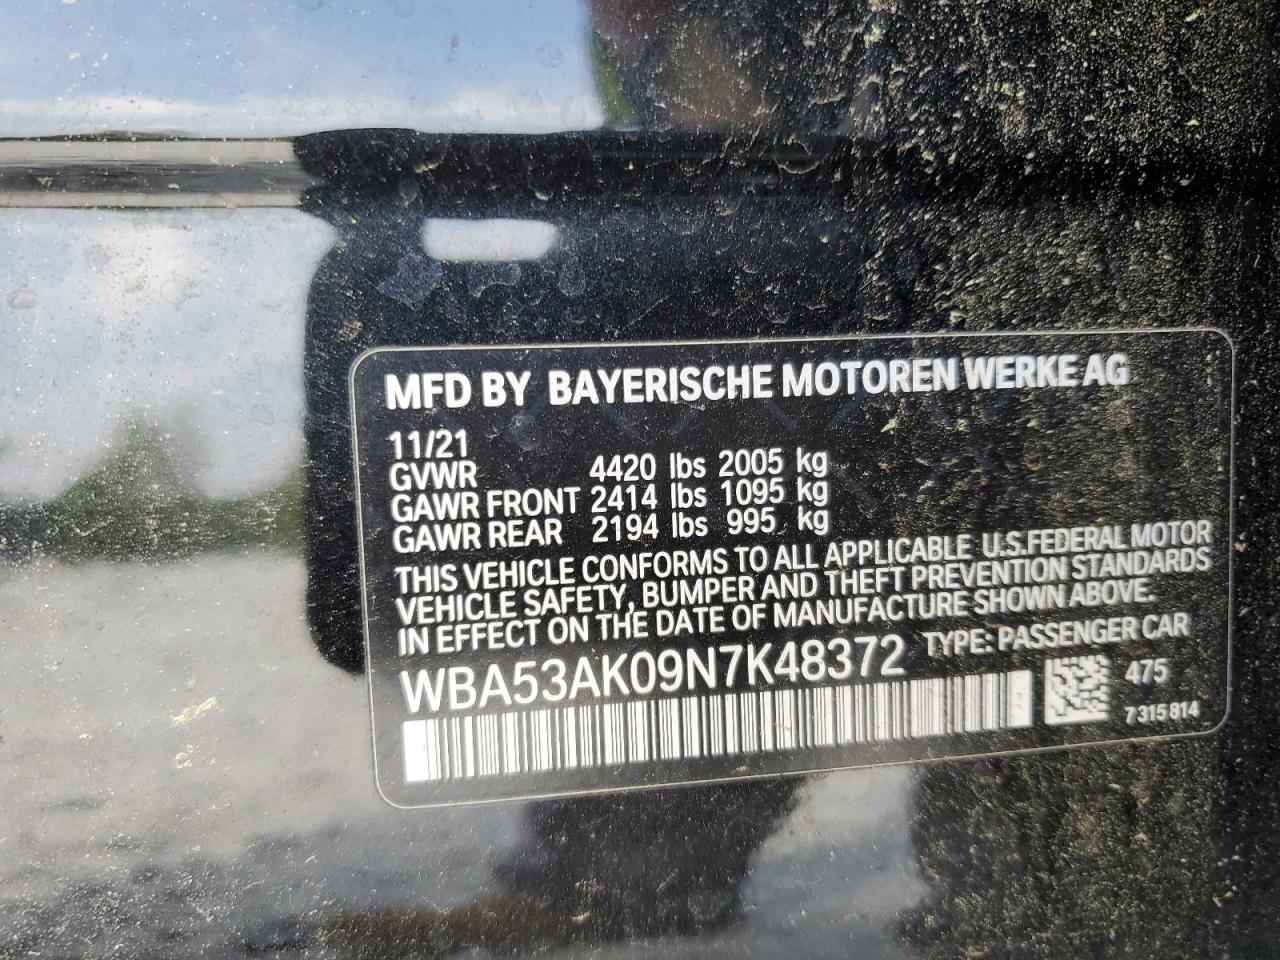 MFD BY BAYERISCHE MOTOREN WERKE AG
11/21
GVWR 4420 lbs 2005 kg
GAWR FRONT 2414 lbs 1095 kg
GAWR REAR 2194 lbs 995 kg
THIS VEHICLE CONFORMS TO ALL APPLICABLE U.S.FEDERAL MOTOR
VEHICLE SAFETY, BUMPER AND THEFT PREVENTION STANDARDS
IN EFFECT ON THE DATE OF MANUFACTURE SHOWN ABOVE.
WBA53AK09N7K48372 TYPE: PASSENGER CAR
475
7 315 814